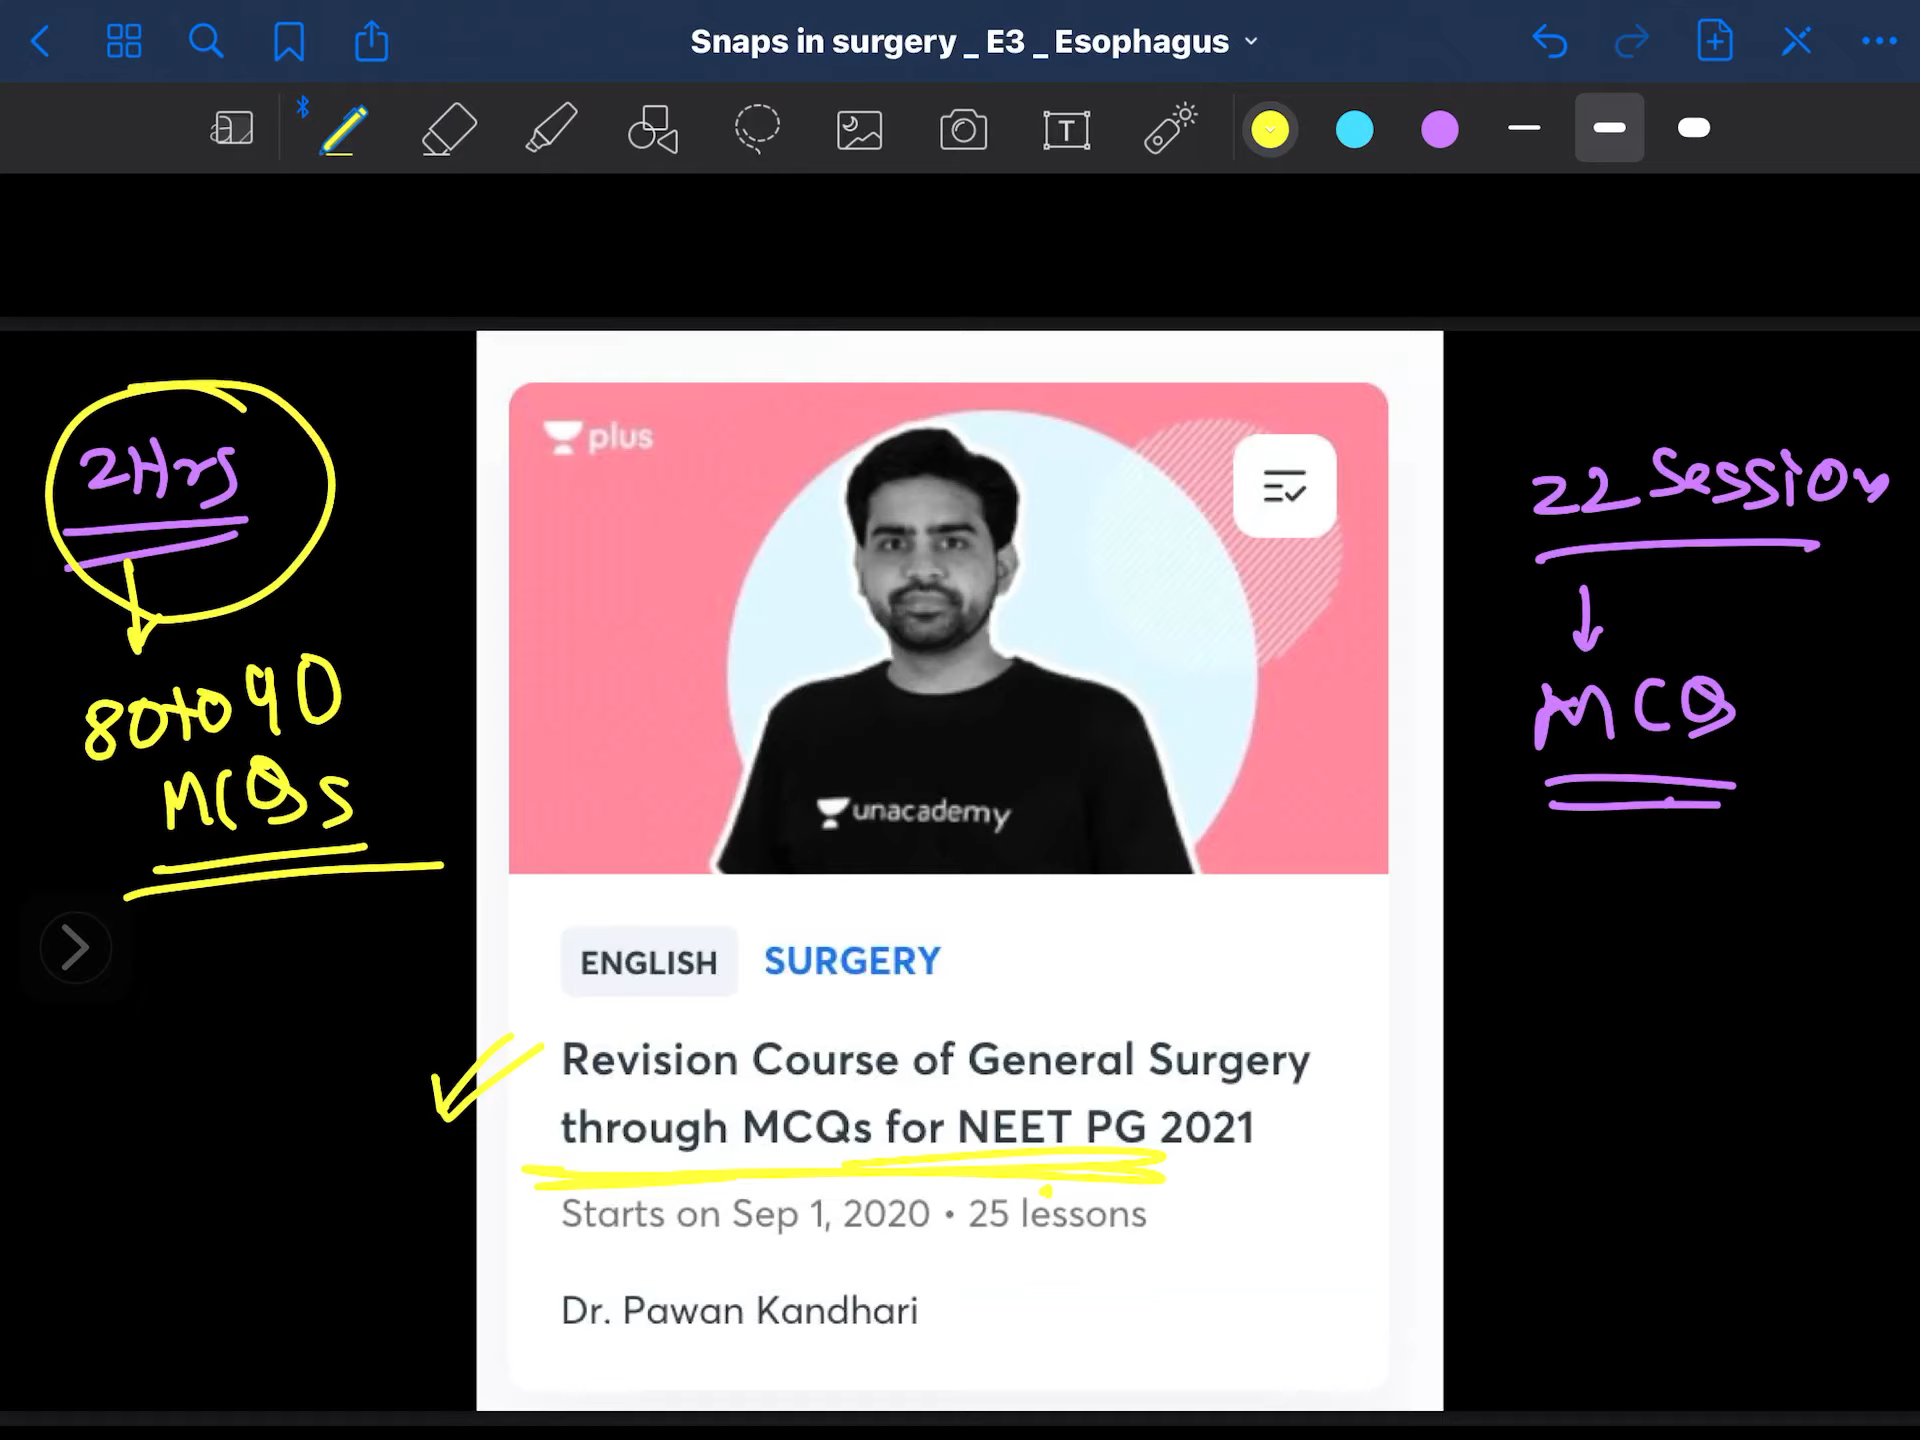 Snaps in surgery _ E3 _ Esophagus
T
2Hrs
80to90
MCQs
plus
unacademy
22 Session
MCQ
ENGLISH SURGERY
Revision Course of General Surgery
through MCQs for NEET PG 2021
Starts on Sep 1, 2020 • 25 lessons
Dr. Pawan Kandhari